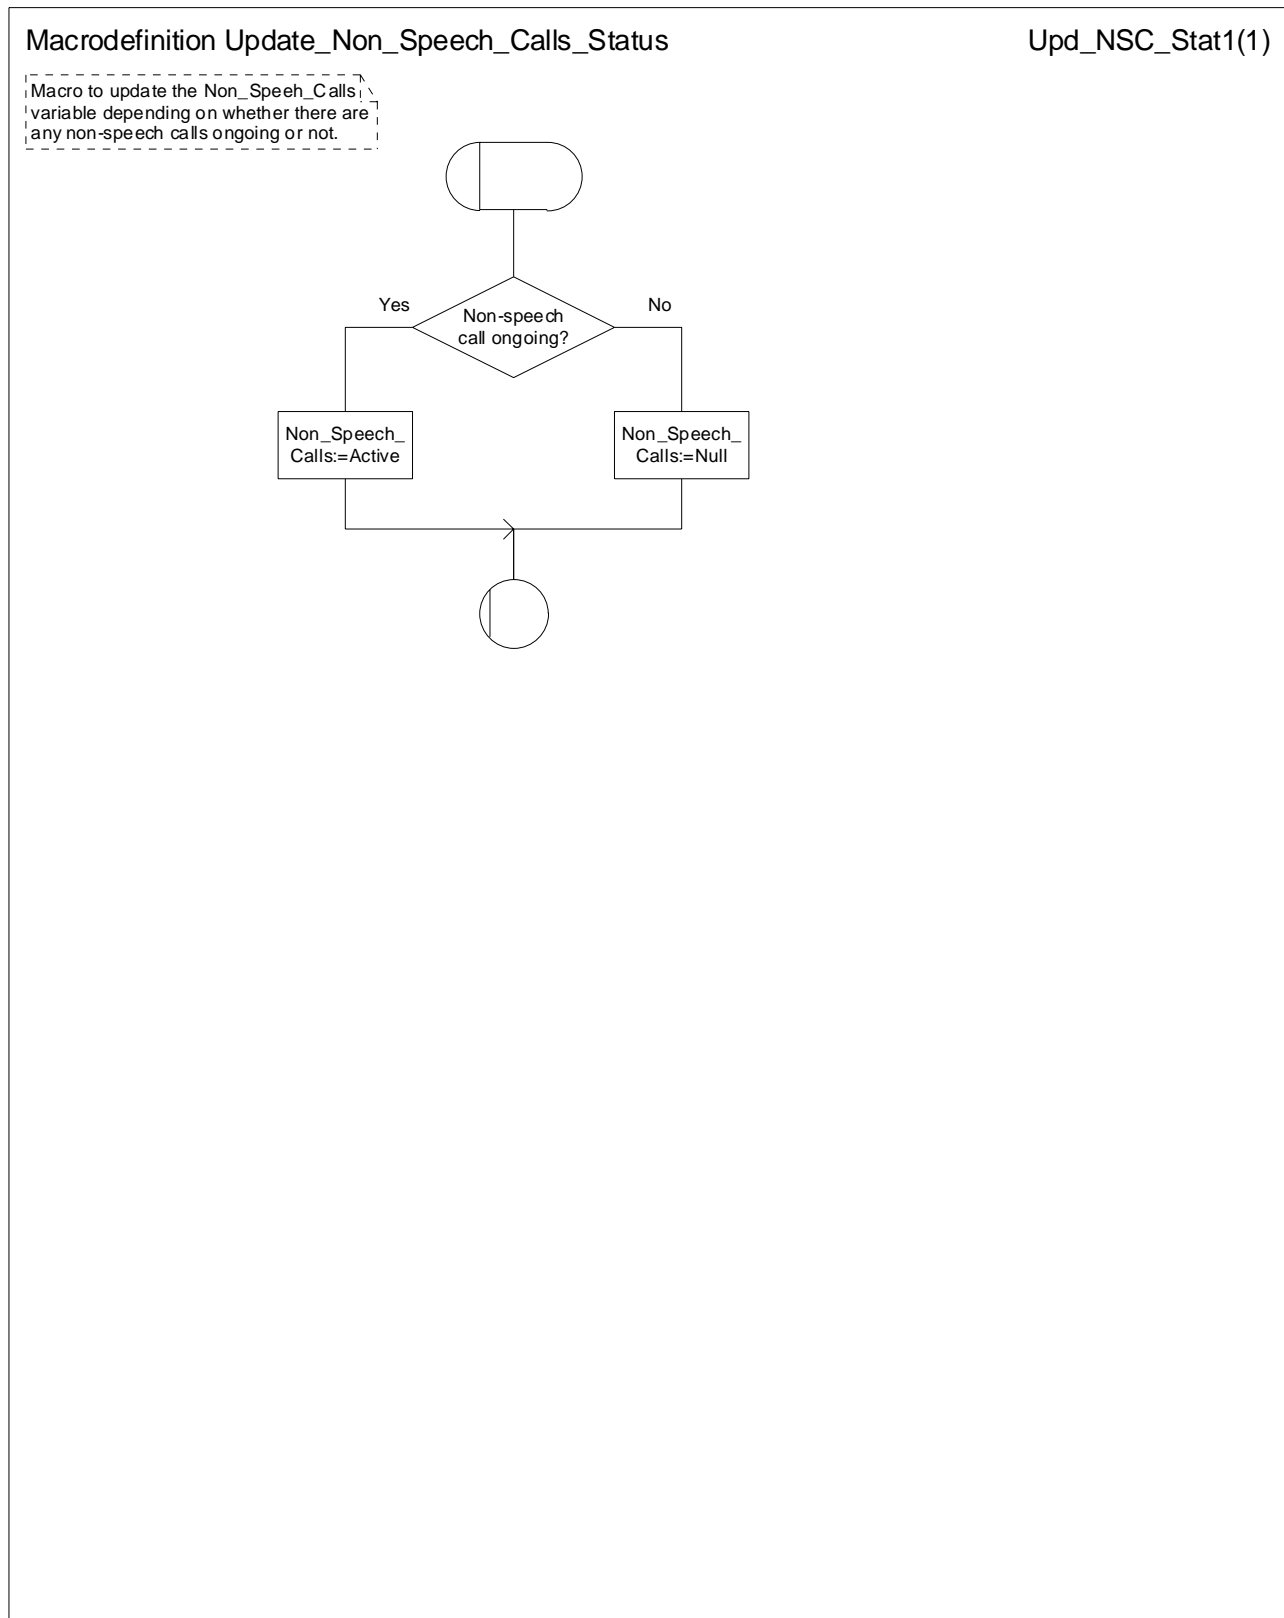 Macrodefinition Update_Non_Speech_Calls_Status
Upd_NSC_Stat1(1)
Macro to update the Non_Speeh_Calls
variable depending on whether there are
any non-speech calls ongoing or not.
Yes
No
Non-speech
call ongoing?
Non_Speech_
Calls:=Active
Non_Speech_
Calls:=Null